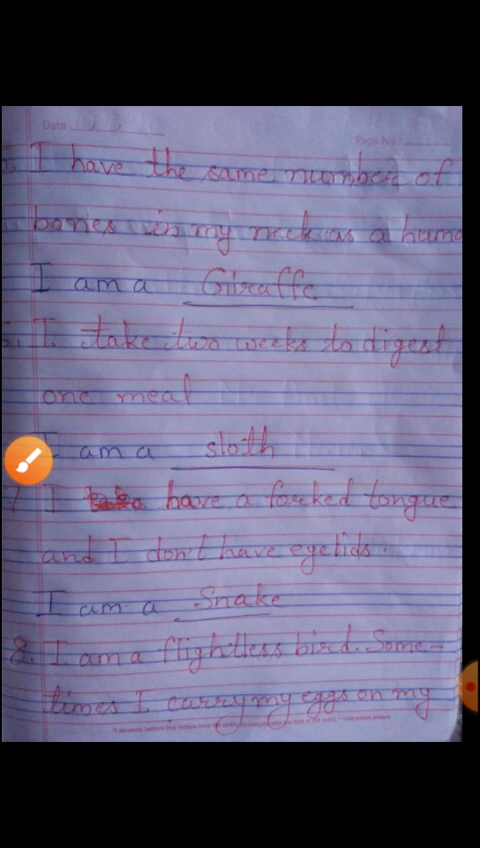 Date
Page No.
I have the same number of
bones in my neck as a huma
I am a Giraffe
I take two weeks to digest
one meal
I am a sloth
7. I have a forked tongue
and I don't have eyelids.
I am a Snake
8. I am a flightless bird. Some-
times I carry my eggs on my